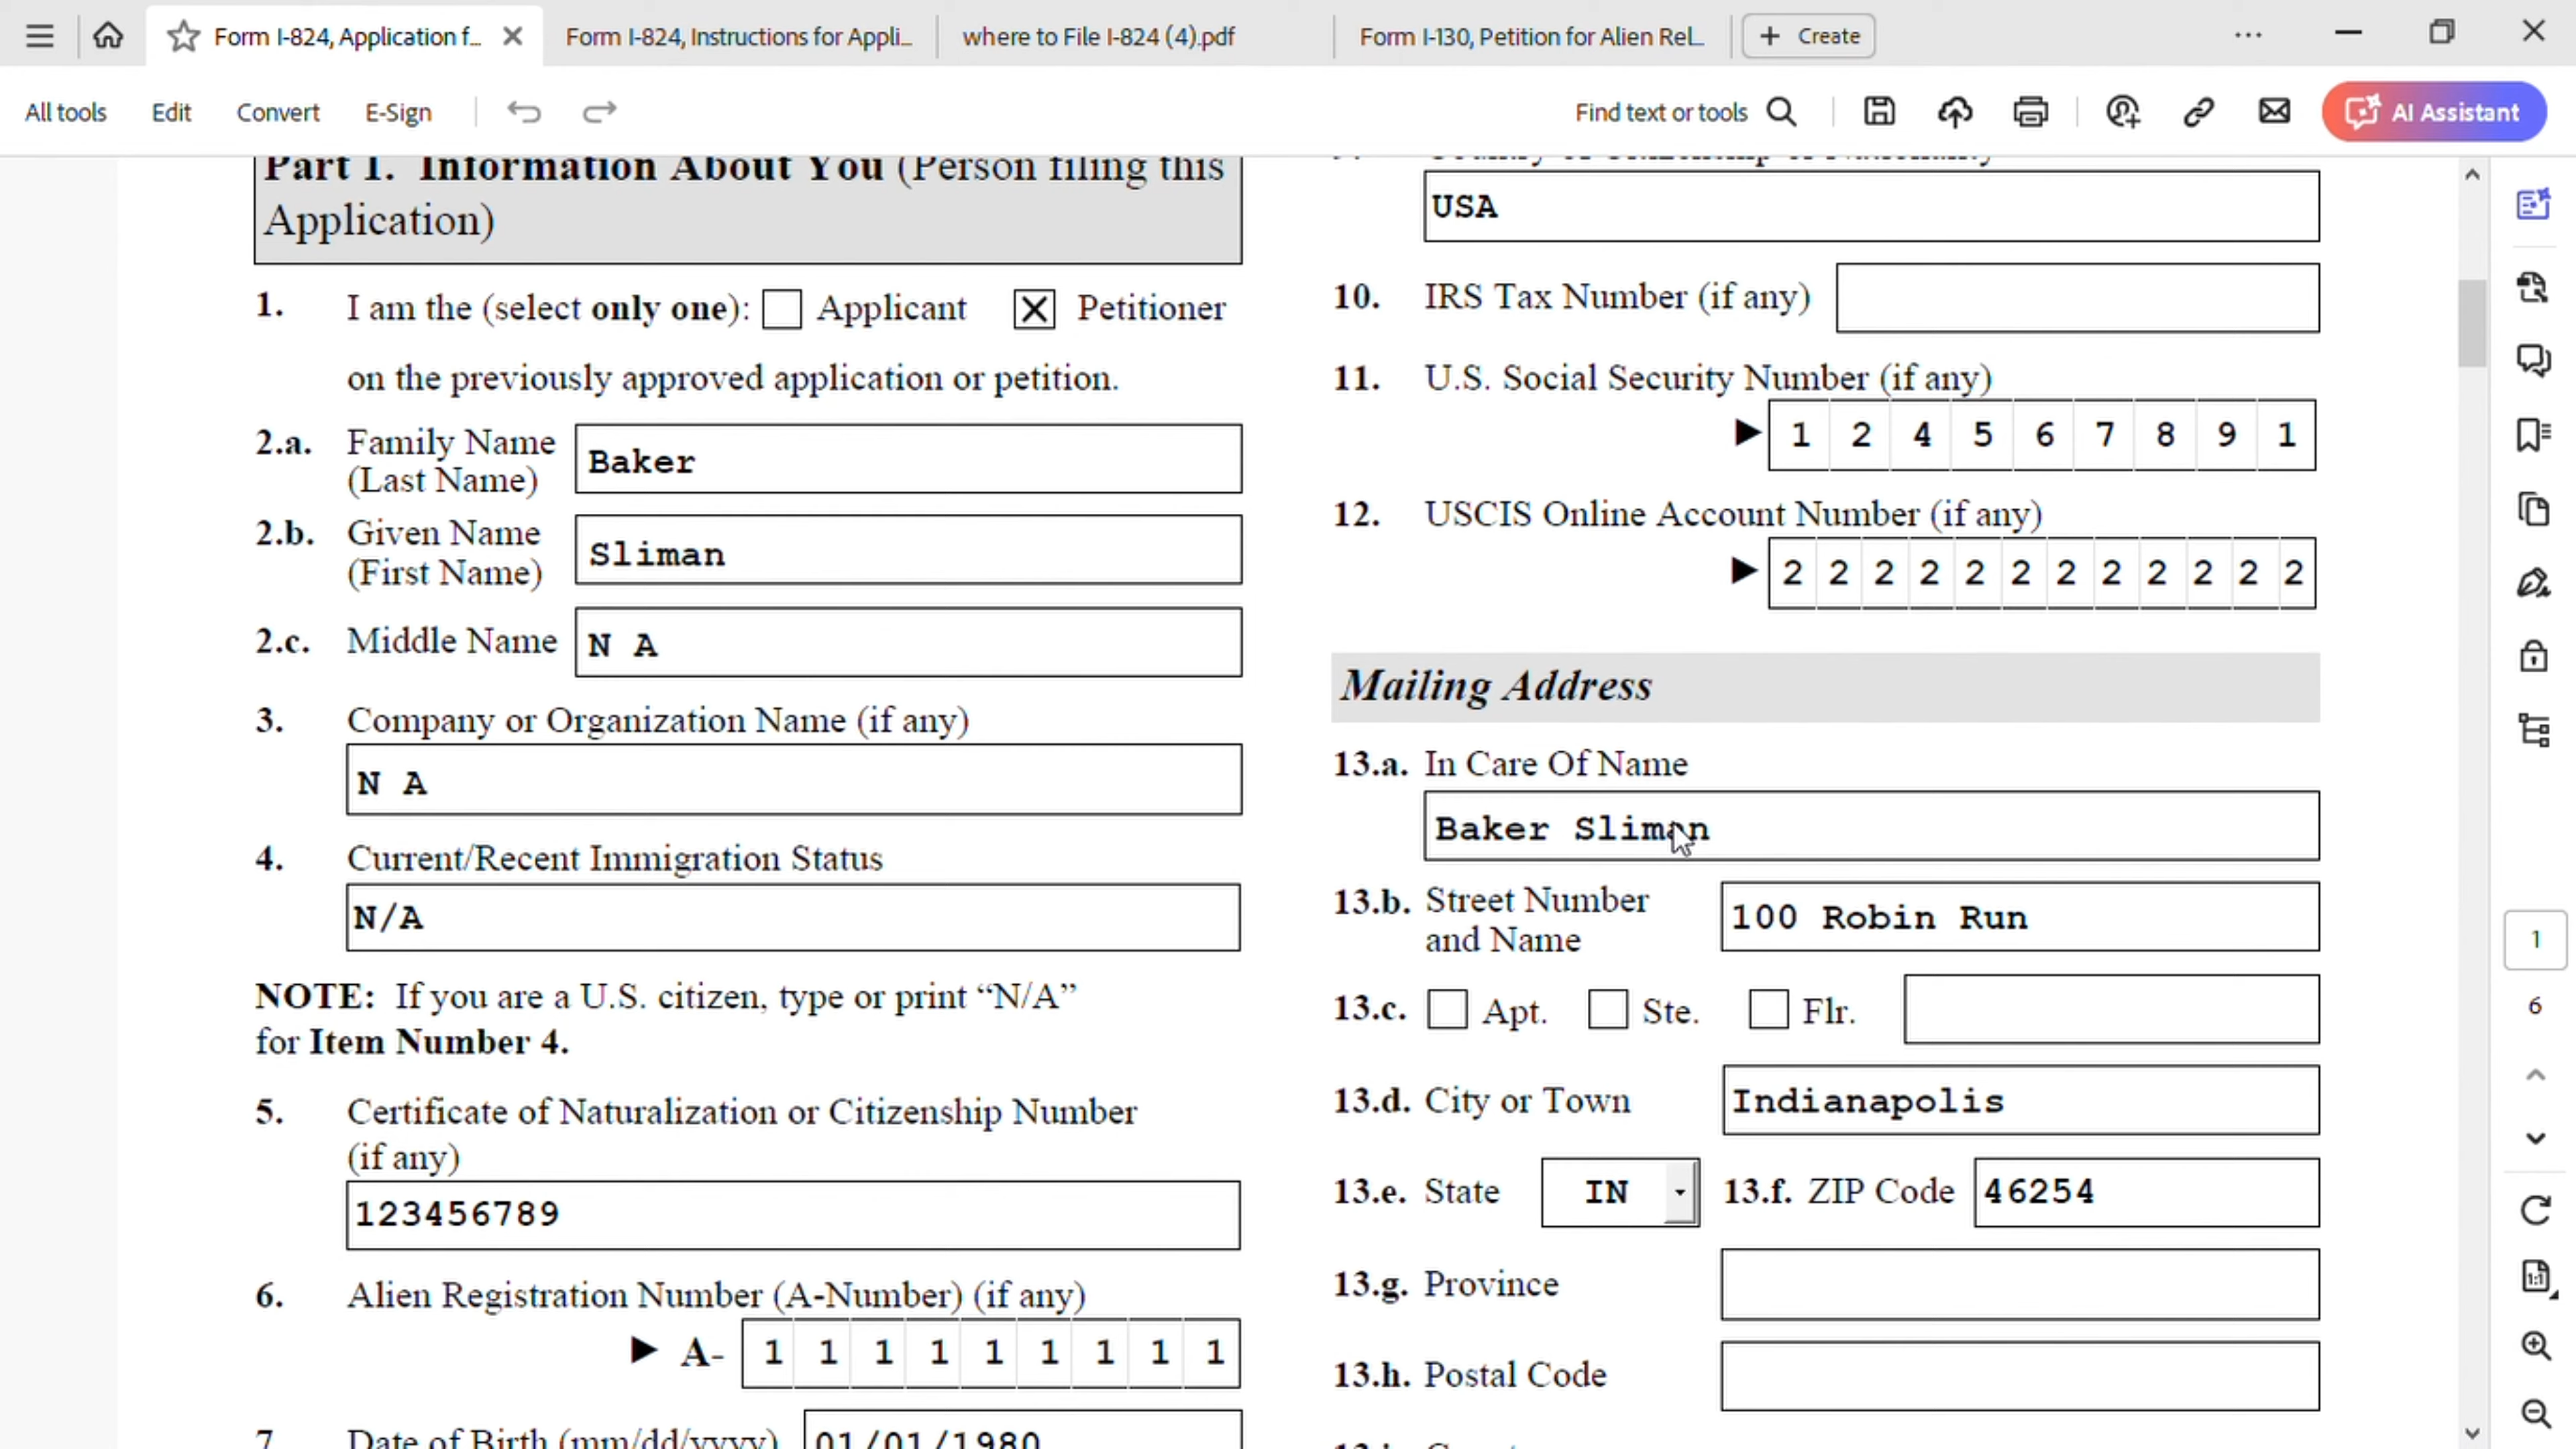 Form I-824, Application f...
Form I-824, Instructions for Appli...
where to File I-824 (4).pdf
Form I-130, Petition for Alien Rel...
+ Create
All tools
Edit
Convert
E-Sign
Find text or tools
AI Assistant
Part 1. Information About You (Person filing this
Application)
1. I am the (select only one): Applicant X Petitioner
on the previously approved application or petition.
2.a. Family Name
(Last Name)
Baker
2.b. Given Name
(First Name)
Sliman
2.c. Middle Name
N A
3. Company or Organization Name (if any)
N A
4. Current/Recent Immigration Status
N/A
NOTE: If you are a U.S. citizen, type or print “N/A”
for Item Number 4.
5. Certificate of Naturalization or Citizenship Number
(if any)
123456789
6. Alien Registration Number (A-Number) (if any)
A- 1 1 1 1 1 1 1 1 1
7. Date of Birth (mm/dd/yyyy) 01/01/1980
USA
10. IRS Tax Number (if any)
11. U.S. Social Security Number (if any)
1 2 4 5 6 7 8 9 1
12. USCIS Online Account Number (if any)
2 2 2 2 2 2 2 2 2 2 2 2
Mailing Address
13.a. In Care Of Name
Baker Sliman
13.b. Street Number
and Name
100 Robin Run
13.c. Apt. Ste. Flr.
13.d. City or Town
Indianapolis
13.e. State IN 13.f. ZIP Code 46254
13.g. Province
13.h. Postal Code
1
6